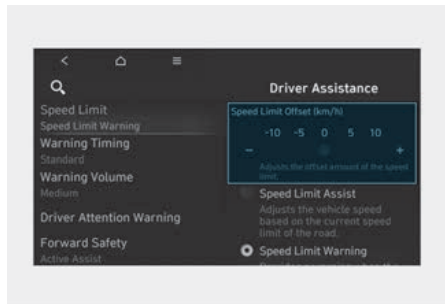 Driver Assistance
Speed Limit
Speed Limit Warning
Warning Timing
Standard
Warning Volume
Medium
Driver Attention Warning
Forward Safety
Active Assist
Speed Limit Offset (km/h)
-10 -5 0 5 10
- +
Adjusts the offset amount of the speed
limit.
Speed Limit Assist
Adjusts the vehicle speed
based on the current speed
limit of the road.
Speed Limit Warning